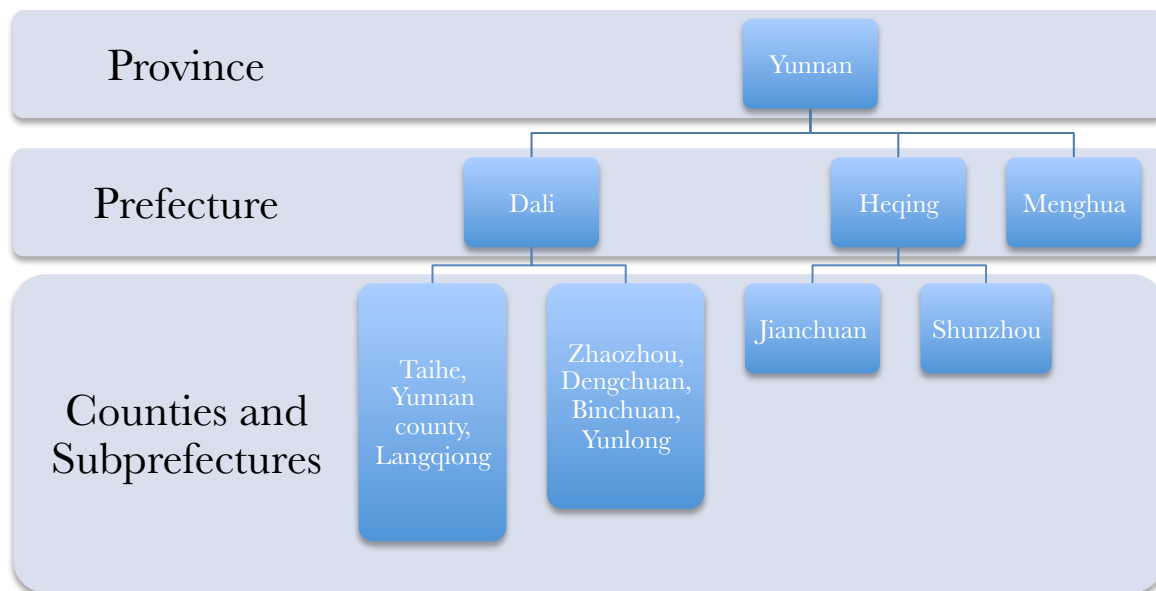 Province
Yunnan
Prefecture
Dali
Heqing
Menghua
Counties and
Subprefectures
Taihe,
Yunnan
county,
Langqiong
Zhaozhou,
Dengchuan,
Binchuan,
Yunlong
Jianchuan
Shunzhou